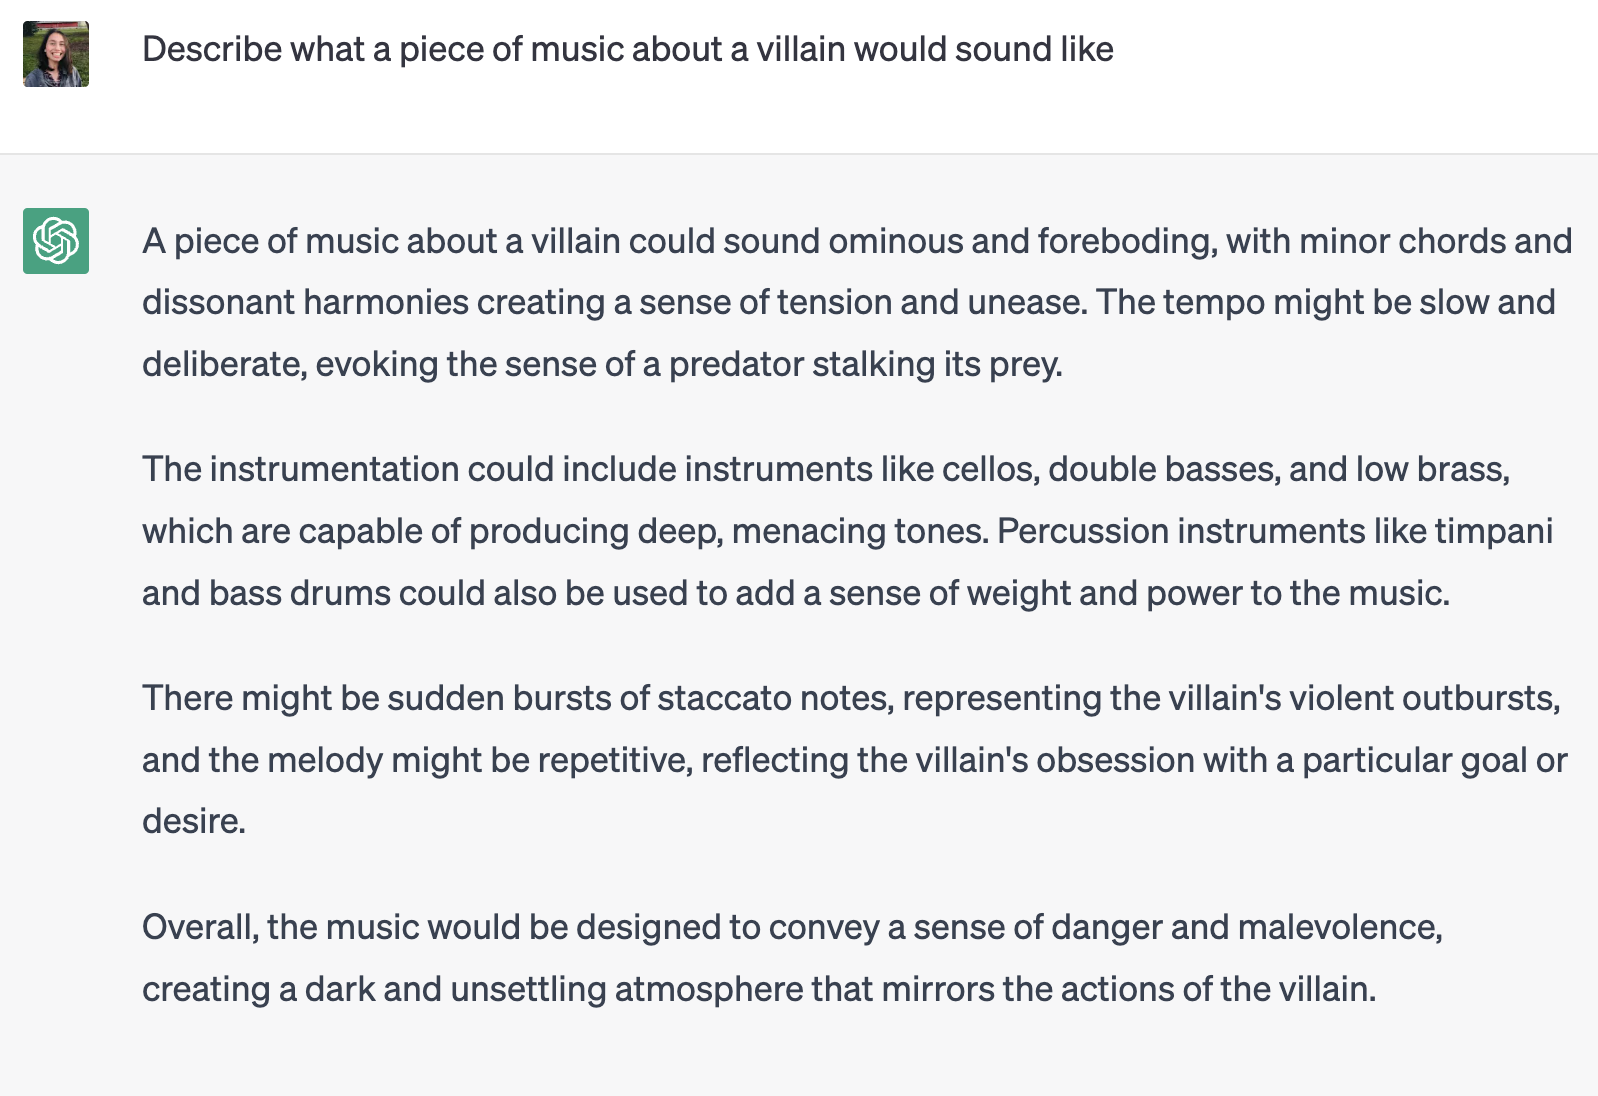 Describe what a piece of music about a villain would sound like
A piece of music about a villain could sound ominous and foreboding, with minor chords and
dissonant harmonies creating a sense of tension and unease. The tempo might be slow and
deliberate, evoking the sense of a predator stalking its prey.
The instrumentation could include instruments like cellos, double basses, and low brass,
which are capable of producing deep, menacing tones. Percussion instruments like timpani
and bass drums could also be used to add a sense of weight and power to the music.
There might be sudden bursts of staccato notes, representing the villain's violent outbursts,
and the melody might be repetitive, reflecting the villain's obsession with a particular goal or
desire.
Overall, the music would be designed to convey a sense of danger and malevolence,
creating a dark and unsettling atmosphere that mirrors the actions of the villain.